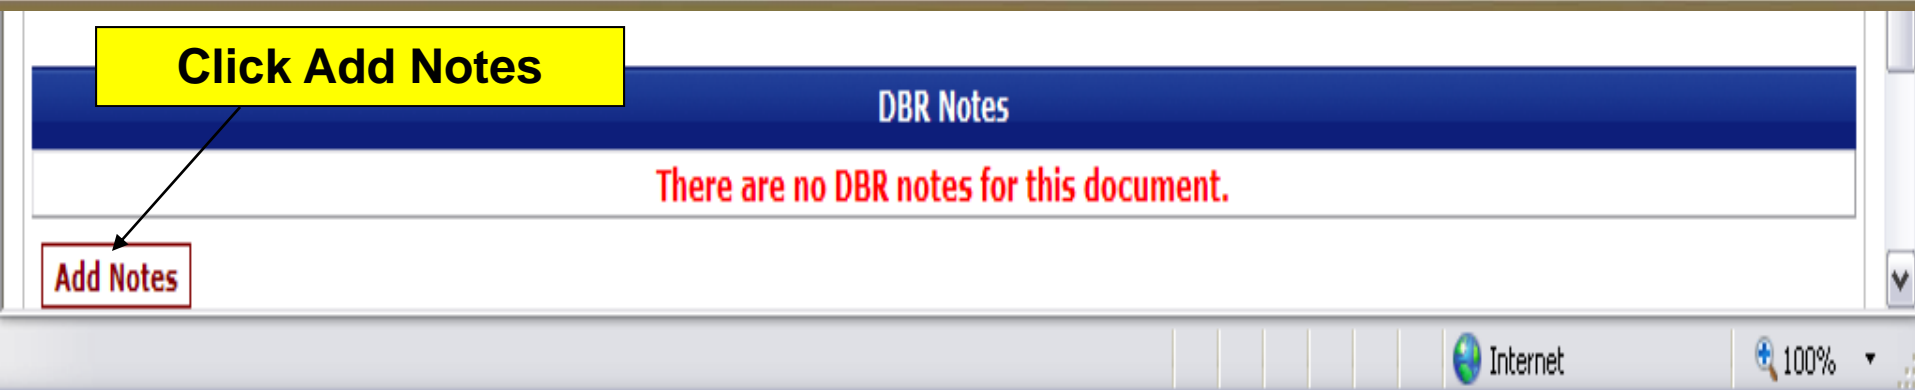 Click Add Notes
DBR Notes
There are no DBR notes for this document.
Add Notes
Internet
100%